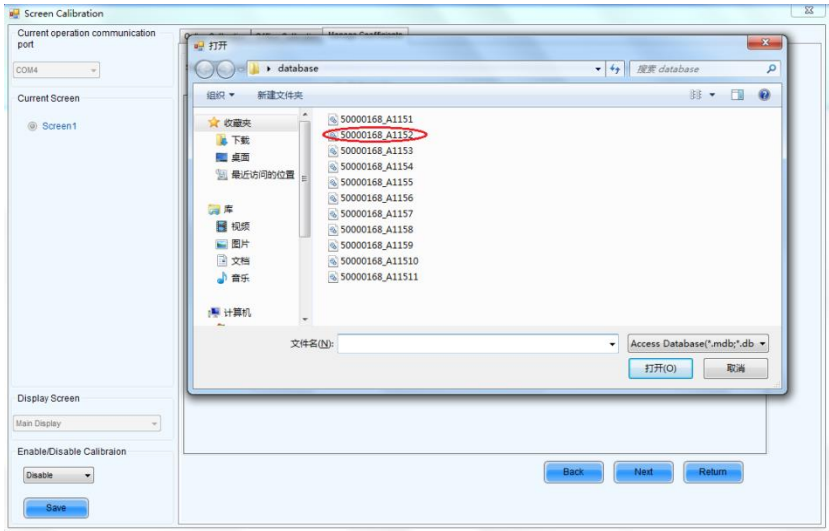 Screen Calibration
Current operation communication
port
COM4
Current Screen
Screen1
Display Screen
Main Display
Enable/Disable Calibraion
Disable
Save
Manage Coefficients
打开
database
搜索 database
组织
新建文件夹
收藏夹
下载
桌面
最近访问的位置
库
视频
图片
文档
音乐
计算机
50000168_A1151
50000168_A1152
50000168_A1153
50000168_A1154
50000168_A1155
50000168_A1156
50000168_A1157
50000168_A1158
50000168_A1159
50000168_A11510
50000168_A11511
文件名(N):
Access Database(*.mdb;*.db
打开(O)
取消
Back
Next
Return